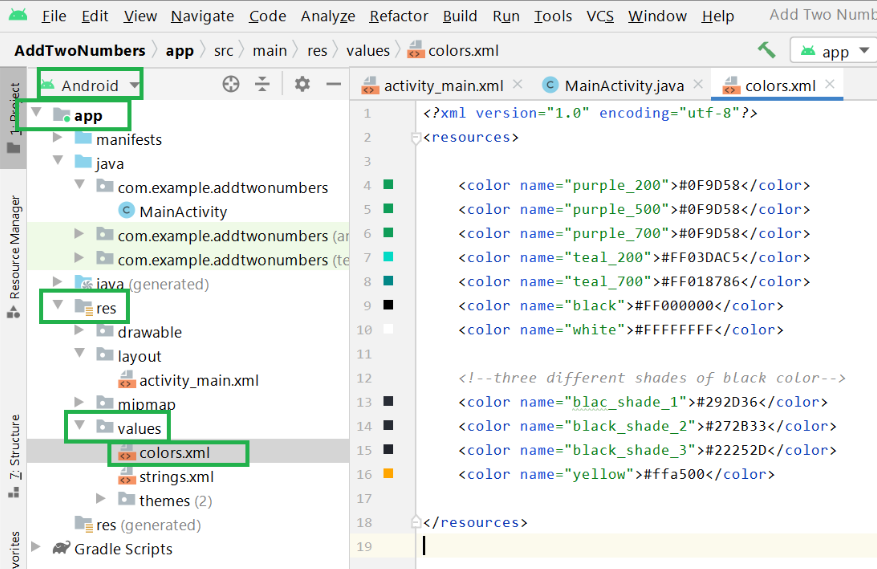 File Edit View Navigate Code Analyze Refactor Build Run Tools VCS Window Help Add Two Numb
AddTwoNumbers app src main res values colors.xml app
1: Project
Resource Manager
7: Structure
vorites
Android
app
manifests
java
com.example.addtwonumbers
MainActivity
com.example.addtwonumbers (ar
com.example.addtwonumbers (te
java (generated)
res
drawable
layout
activity_main.xml
mipmap
values
colors.xml
strings.xml
themes (2)
res (generated)
Gradle Scripts
activity_main.xml MainActivity.java colors.xml
1 <?xml version="1.0" encoding="utf-8"?>
2 <resources>
3
4 <color name="purple_200">#0F9D58</color>
5 <color name="purple_500">#0F9D58</color>
6 <color name="purple_700">#0F9D58</color>
7 <color name="teal_200">#FF03DAC5</color>
8 <color name="teal_700">#FF018786</color>
9 <color name="black">#FF000000</color>
10 <color name="white">#FFFFFFFF</color>
11
12 <!--three different shades of black color-->
13 <color name="blac_shade_1">#292D36</color>
14 <color name="black_shade_2">#272B33</color>
15 <color name="black_shade_3">#22252D</color>
16 <color name="yellow">#ffa500</color>
17
18 </resources>
19